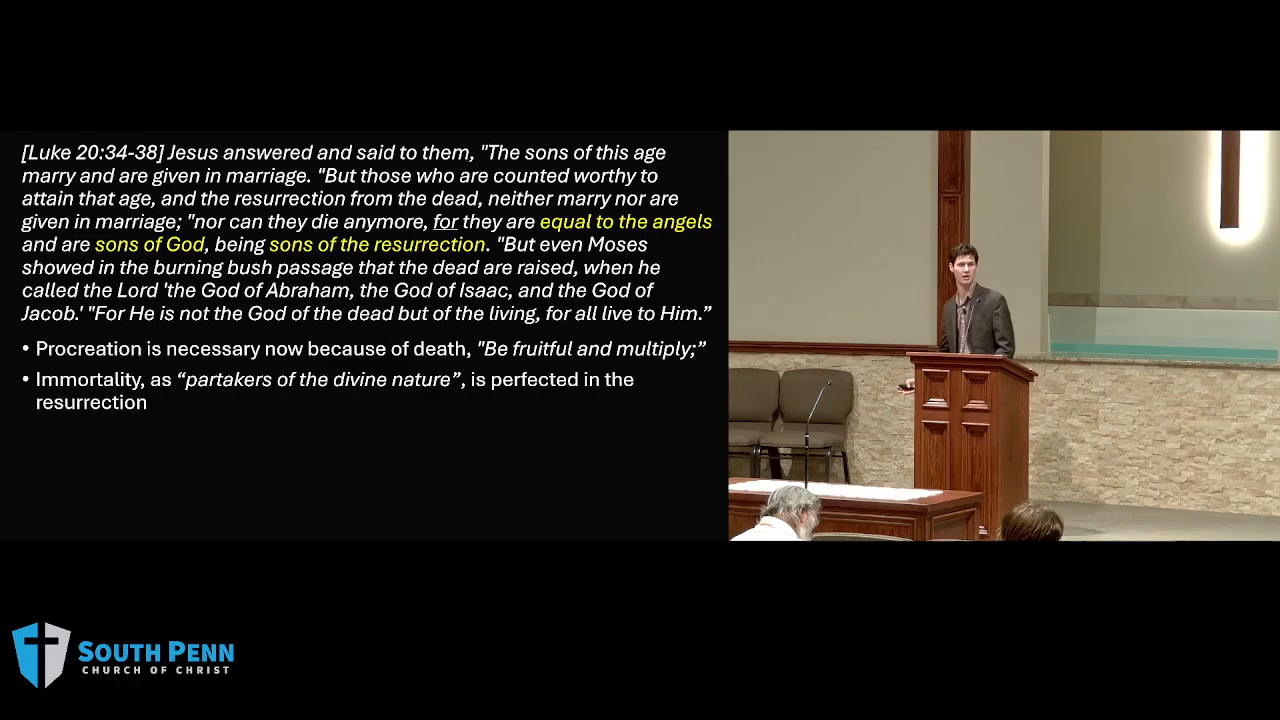 [Luke 20:34-38] Jesus answered and said to them, "The sons of this age
marry and are given in marriage. "But those who are counted worthy to
attain that age, and the resurrection from the dead, neither marry nor are
given in marriage; "nor can they die anymore, for they are equal to the angels
and are sons of God, being sons of the resurrection. "But even Moses
showed in the burning bush passage that the dead are raised, when he
called the Lord 'the God of Abraham, the God of Isaac, and the God of
Jacob.' "For He is not the God of the dead but of the living, for all live to Him.”
• Procreation is necessary now because of death, "Be fruitful and multiply;”
• Immortality, as “partakers of the divine nature”, is perfected in the
resurrection
SOUTH PENN
CHURCH OF CHRIST